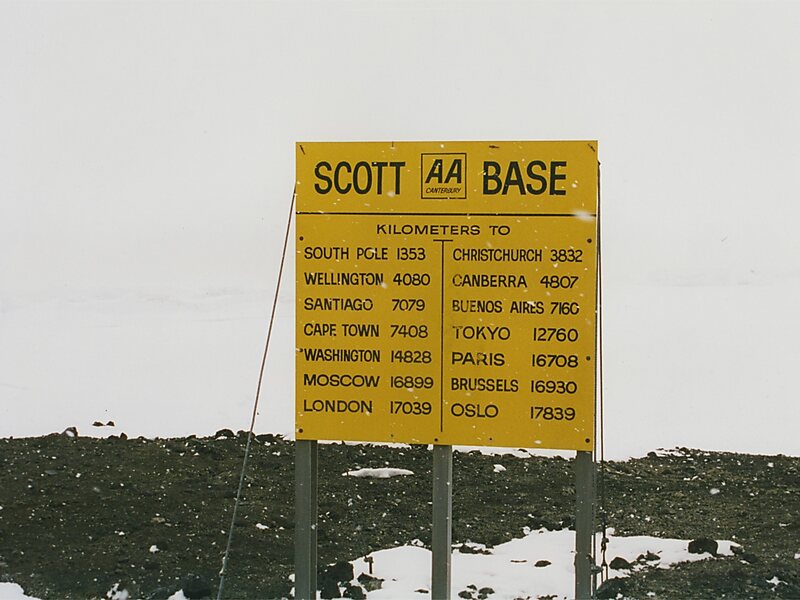 SCOTT AA CANTERBURY BASE
KILOMETERS TO
SOUTH POLE 1353 CHRISTCHURCH 3832
WELLINGTON 4080 CANBERRA 4807
SANTIAGO 7079 BUENOS AIRES 7160
CAPE TOWN 7408 TOKYO 12760
WASHINGTON 14828 PARIS 16708
MOSCOW 16899 BRUSSELS 16930
LONDON 17039 OSLO 17839